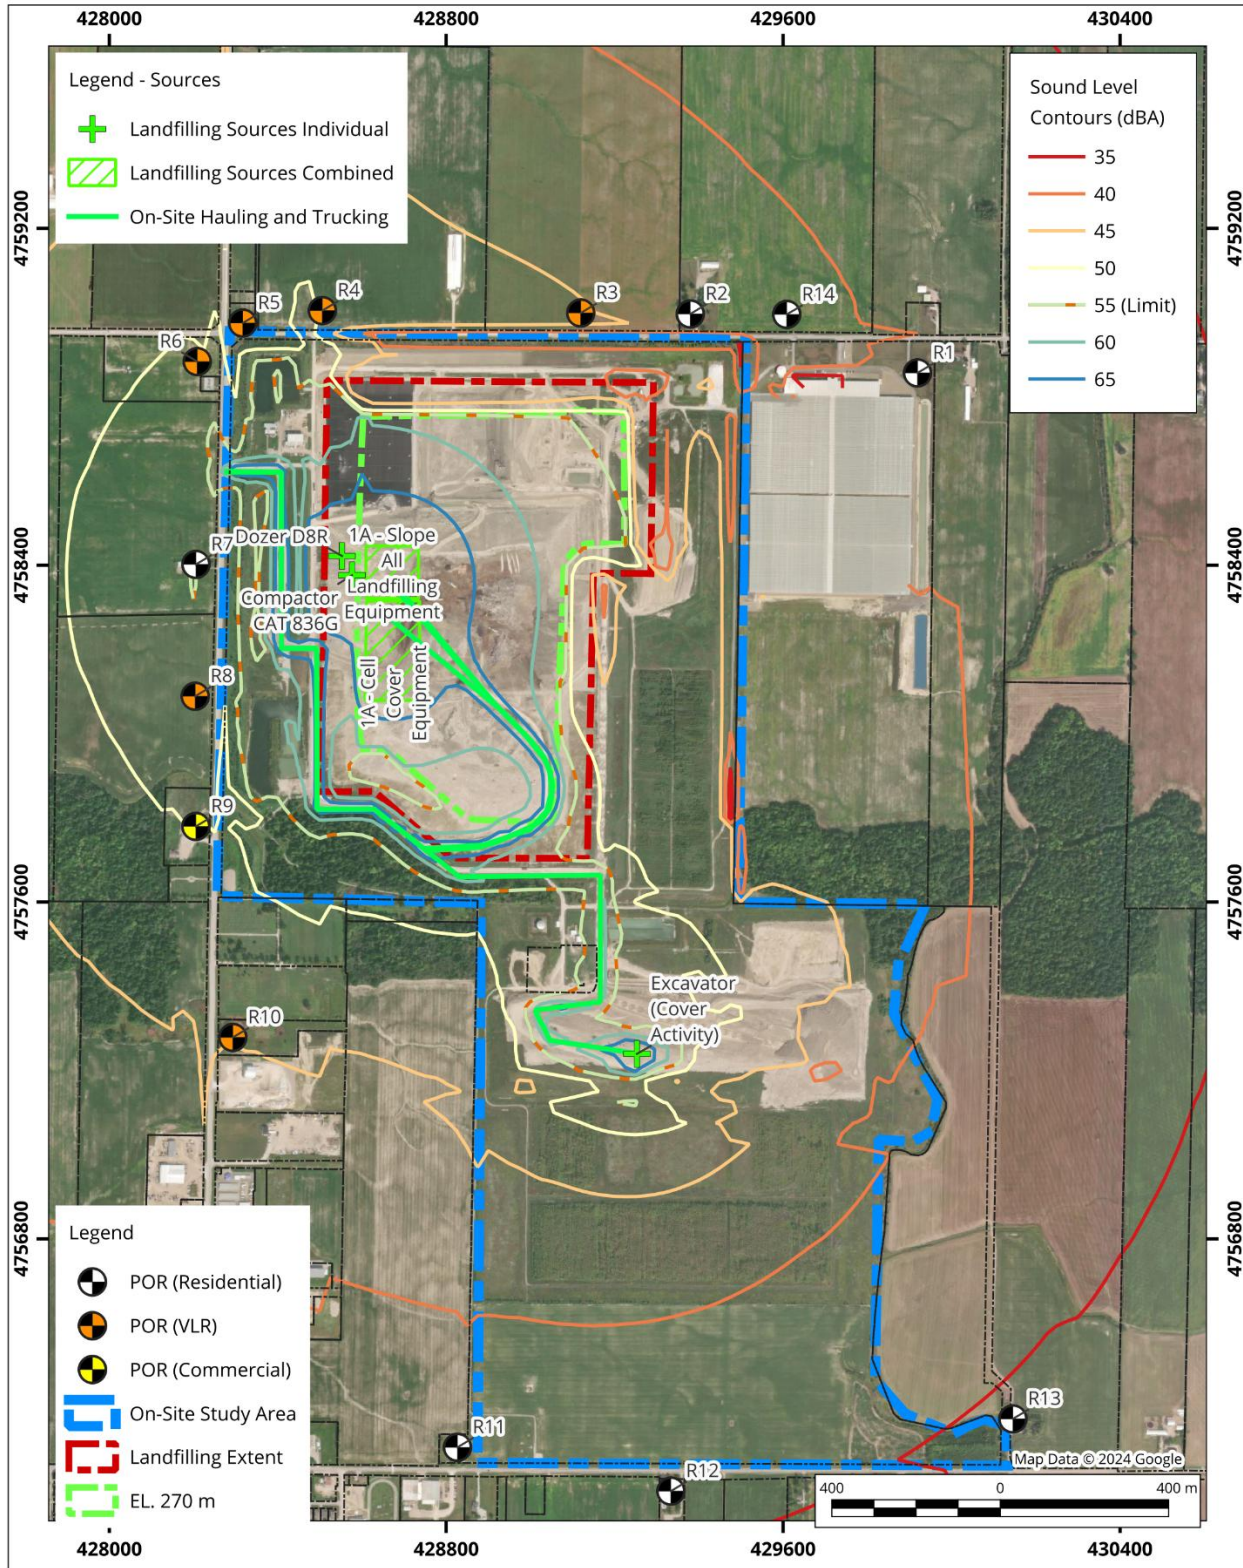 428000
428800
429600
430400
Legend - Sources
Landfilling Sources Individual
Landfilling Sources Combined
On-Site Hauling and Trucking
Sound Level
Contours (dBA)
35
40
45
50
55 (Limit)
60
65
4759200
4759200
R5
R4
R3
R2
R14
R6
R1
4758400
4758400
R7
Dozer D8R
1A - Slope
All
Landfilling
Equipment
Compactor
CAT 836G
1A - Cell
Cover
Equipment
R8
R9
4757600
4757600
Excavator
(Cover
Activity)
R10
4756800
4756800
Legend
POR (Residential)
POR (VLR)
POR (Commercial)
On-Site Study Area
Landfilling Extent
EL. 270 m
R11
R12
R13
Map Data © 2024 Google
400
0
400 m
428000
428800
429600
430400